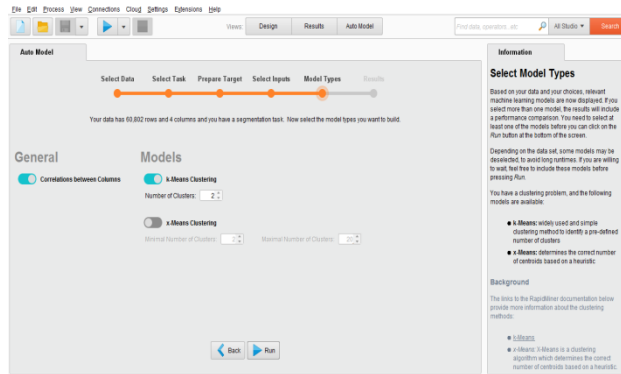 File Edit Process View Connections Cloud Settings Extensions Help
Views: Design Results Auto Model
Find data, operators, etc. All Studio Search
Auto Model
Select Data Select Task Prepare Target Select Inputs Model Types Results
Your data has 60,802 rows and 4 columns and you have a segmentation task. Now select the model types you want to build.
General
Correlations between Columns
Models
k-Means Clustering
Number of Clusters: 2
x-Means Clustering
Minimal Number of Clusters: 2 Maximal Number of Clusters: 20
Back Run
Information
Select Model Types
Based on your data and your choices, relevant
machine learning models are now displayed. If you
select more than one model, the results will include
a performance comparison. You need to select at
least one of the models before you can click on the
Run button at the bottom of the screen.
Depending on the data set, some models may be
deselected, to avoid long runtimes. If you are willing
to wait, feel free to include these models before
pressing Run.
You have a clustering problem, and the following
models are available:
k-Means: widely used and simple
clustering method to identify a pre-defined
number of clusters
x-Means: determines the correct number
of centroids based on a heuristic
Background
The links to the RapidMiner documentation below
provide more information about the clustering
methods:
k-Means
x-Means: X-Means is a clustering
algorithm which determines the correct
number of centroids based on a heuristic